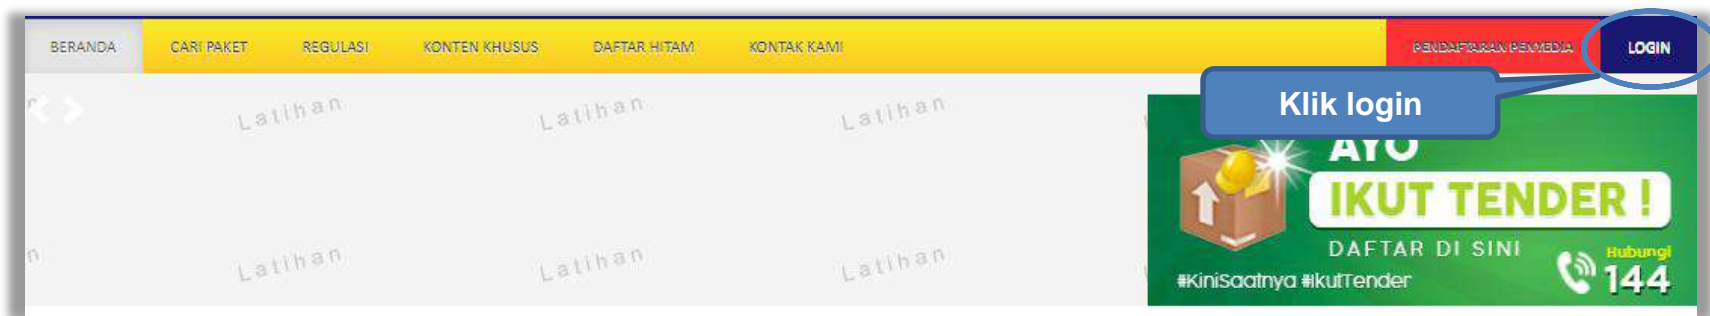 BERANDA CARI PAKET REGULASI KONTEN KHUSUS DAFTAR HITAM KONTAK KAMI PENDAFTARAN PENYEDIA LOGIN
Klik login
Latihan Latihan Latihan
AYO
IKUT TENDER !
DAFTAR DI SINI
Hubungi
144
#KiniSaatnya #IkutTender
n Latihan Latihan Latihan